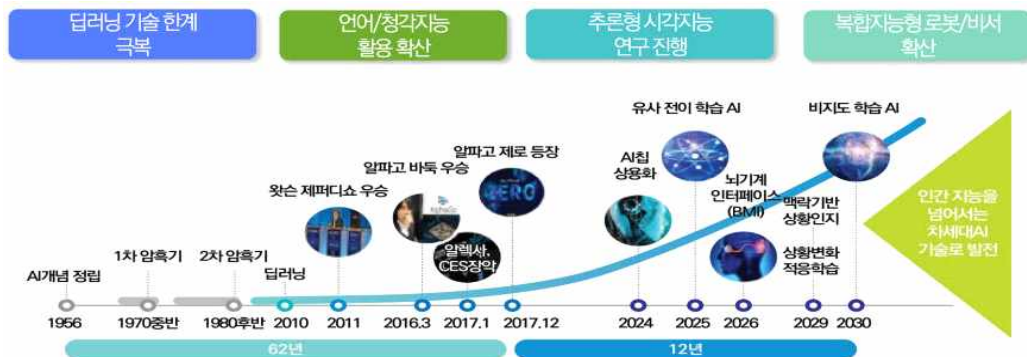 딥러닝 기술 한계
극복
언어/청각지능
활용 확산
추론형 시각지능
연구 진행
복합지능형 로봇/비서
확산
유사 전이 학습 AI
비지도 학습 AI
알파고 제로 등장
알파고 바둑 우승
왓슨 제퍼디쇼 우승
AI칩
상용화
뇌기계
인터페이스
(BMI)
맥락기반
상황인지
인간 지능을
넘어서는
차세대AI
기술로 발전
ZERO
AlphaGo
알렉사,
CES장악
상황변화
적응학습
AI개념 정립
1차 암흑기
2차 암흑기
딥러닝
1956
1970중반
1980후반
2010
2011
2016.3
2017.1
2017.12
2024
2025
2026
2029
2030
62년
12년